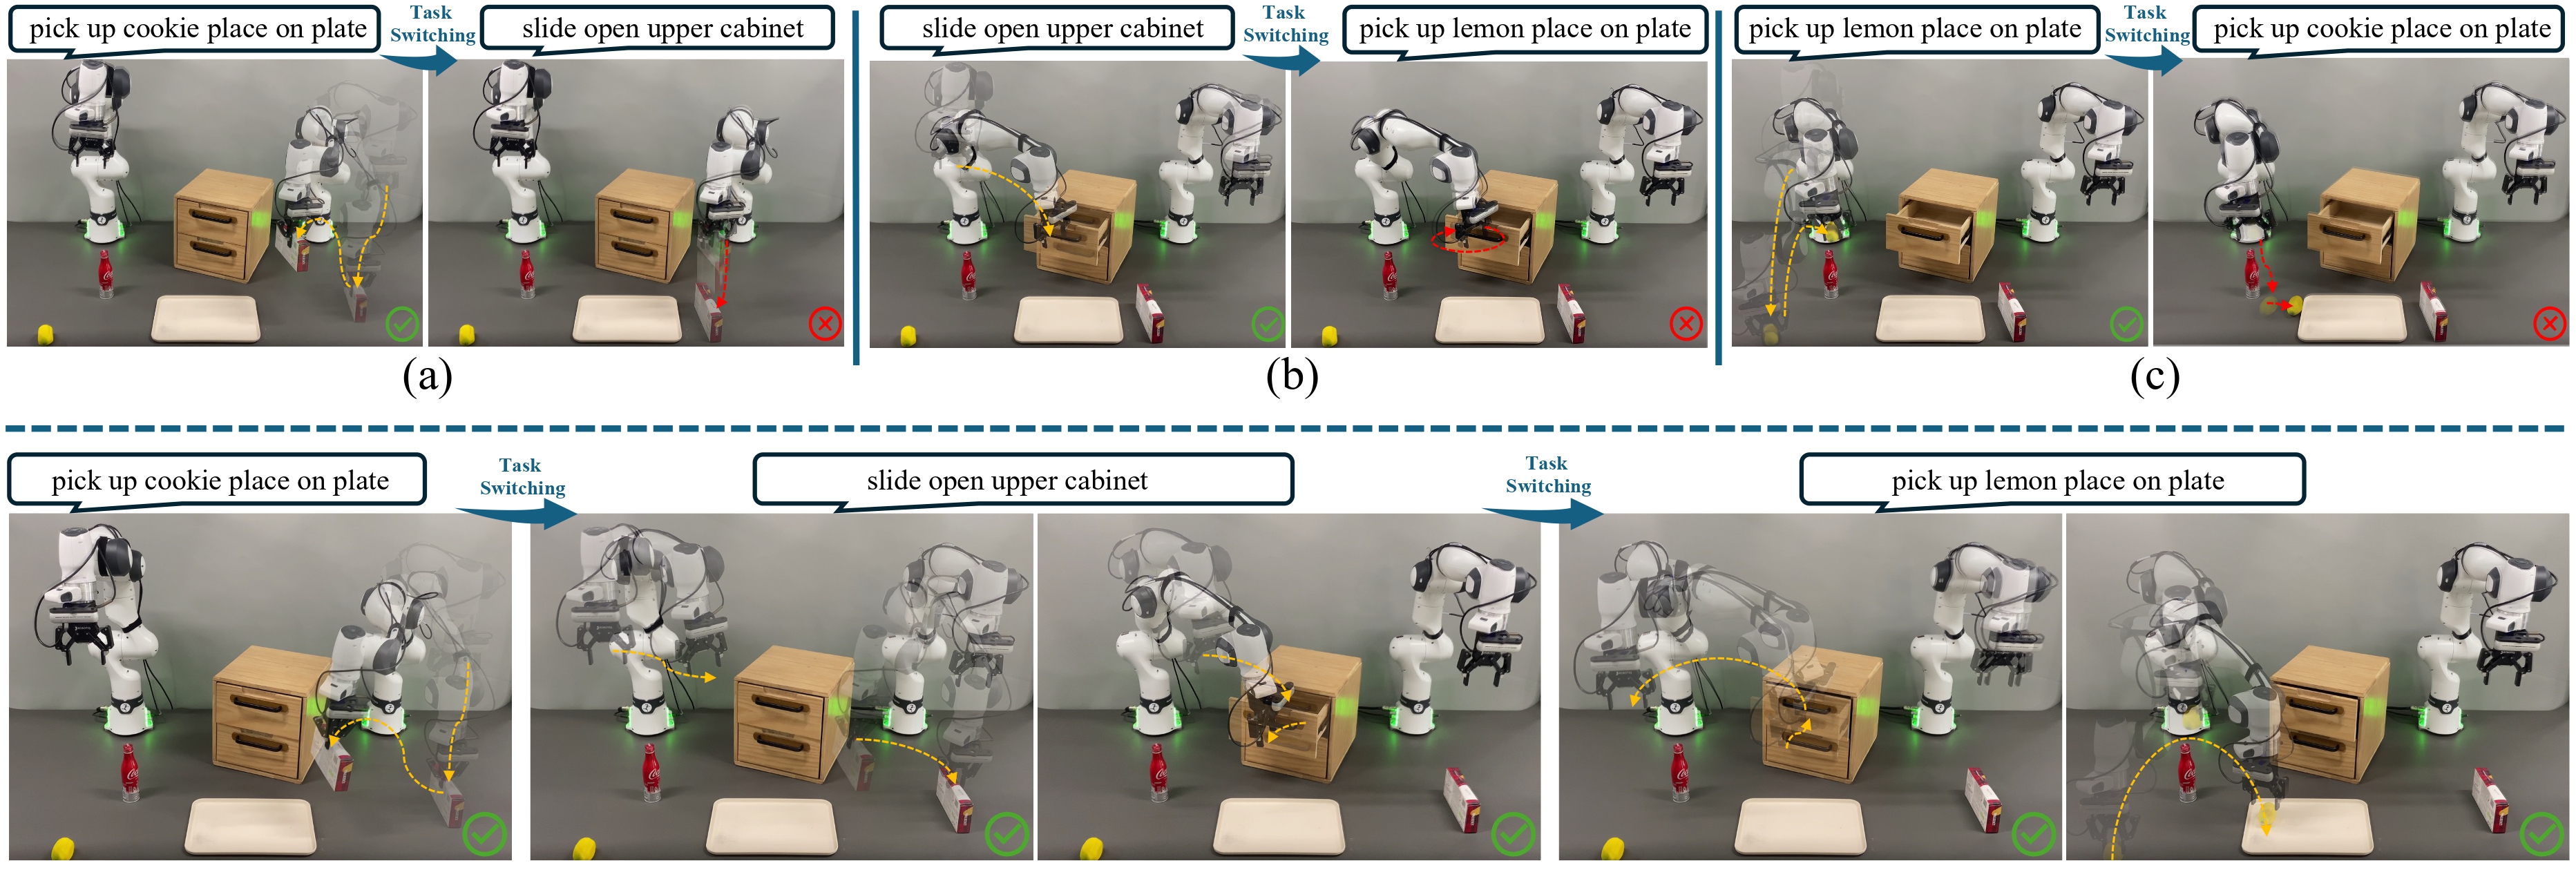 pick up cookie place on plate
Task
Switching
slide open upper cabinet
slide open upper cabinet
Task
Switching
pick up lemon place on plate
pick up lemon place on plate
Task
Switching
pick up cookie place on plate
(a)
(b)
(c)
pick up cookie place on plate
Task
Switching
slide open upper cabinet
Task
Switching
pick up lemon place on plate